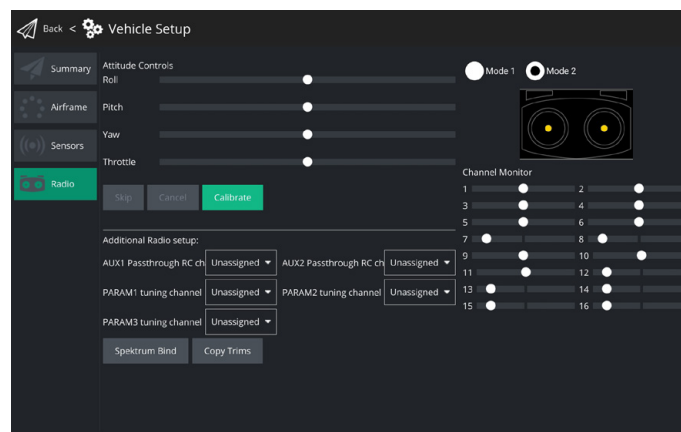 Back < Vehicle Setup
Summary
Airframe
Sensors
Radio
Attitude Controls
Roll
Pitch
Yaw
Throttle
Skip Cancel Calibrate
Additional Radio setup:
AUX1 Passthrough RC ch Unassigned AUX2 Passthrough RC ch Unassigned
PARAM1 tuning channel Unassigned PARAM2 tuning channel Unassigned
PARAM3 tuning channel Unassigned
Spektrum Bind Copy Trims
Mode 1 Mode 2
Channel Monitor
1 2
3 4
5 6
7 8
9 10
11 12
13 14
15 16